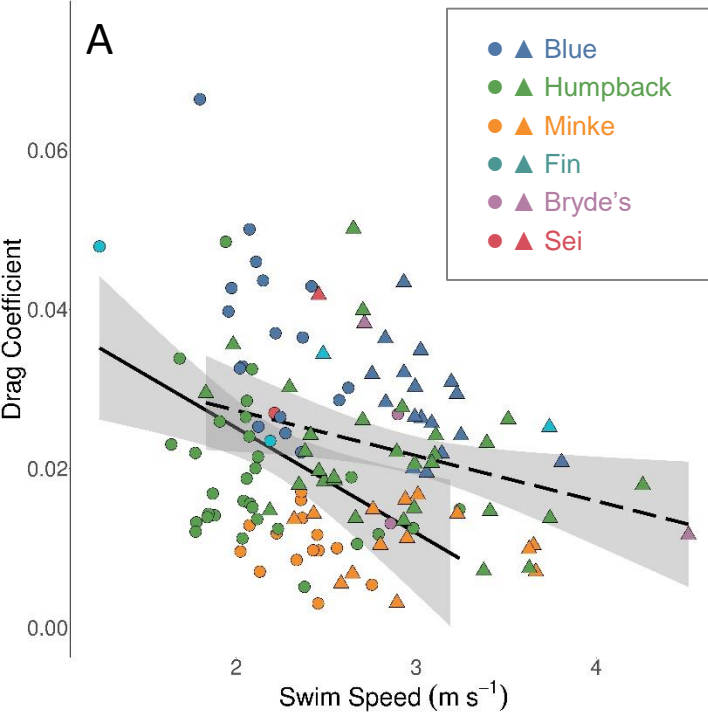 A
Blue
Humpback
Minke
Fin
Bryde's
Sei
Drag Coefficient
0.06
0.04
0.02
0.00
2 3 4
Swim Speed (m s⁻¹)